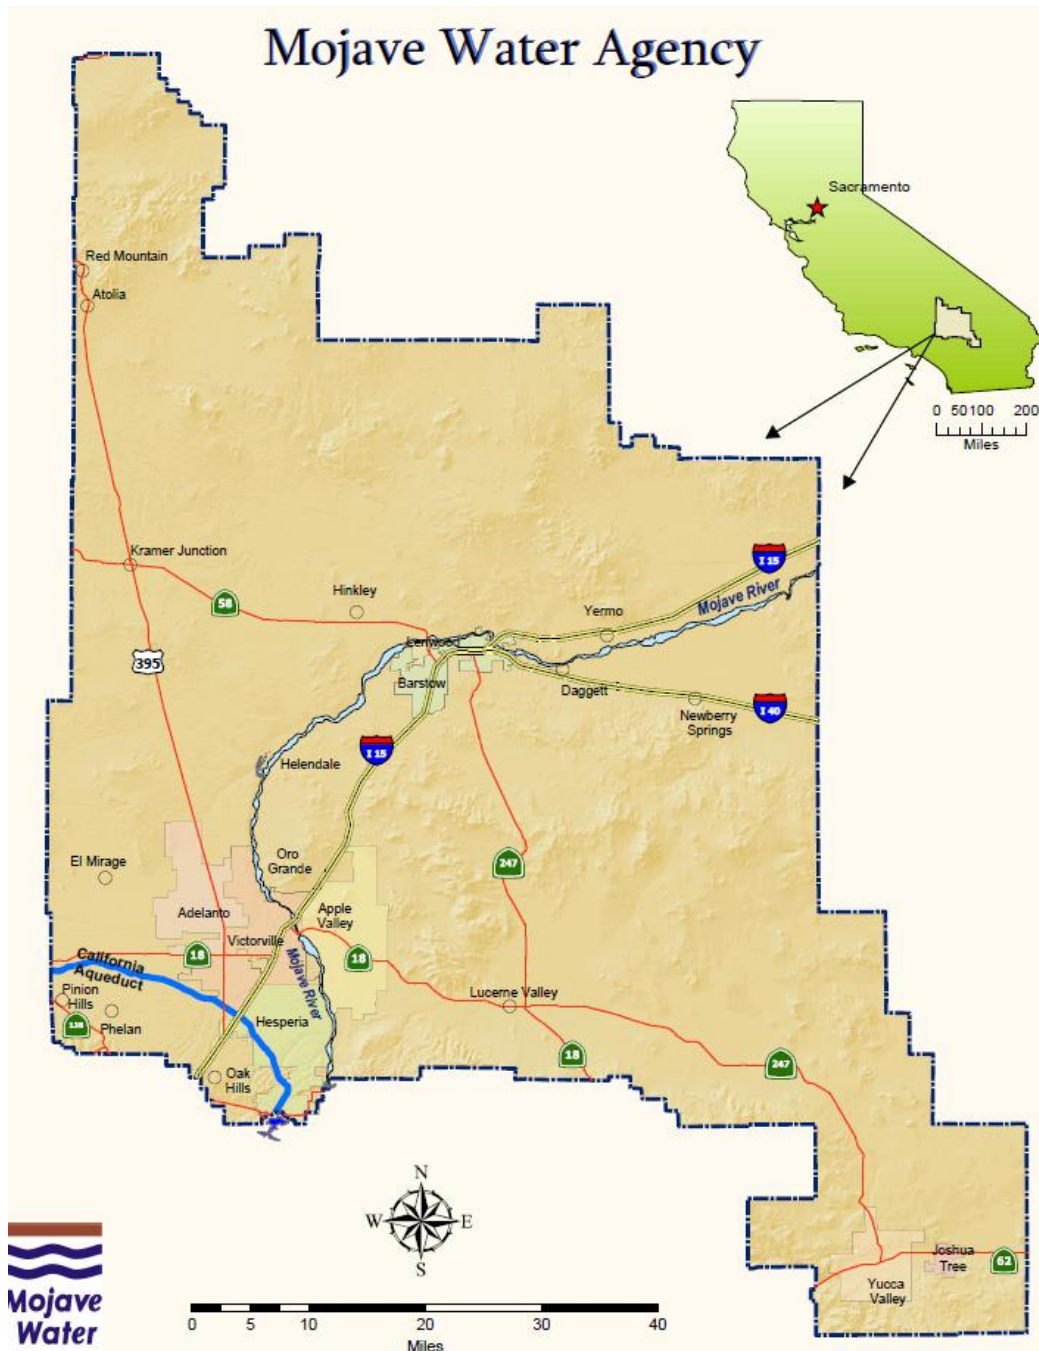 Mojave Water Agency
Sacramento
0 50 100 200
Miles
Red Mountain
Atolia
Kramer Junction
I 15
Mojave River
Hinkley
58
Yermo
Lenwood
395
Barstow
Daggett
I 40
Newberry
Springs
I 15
Helendale
Oro
Grande
247
El Mirage
Adelanto
Apple
Valley
Victorville
18
18
California
Aqueduct
Mojave River
Pinion
Hills
Lucerne Valley
138
Phelan
Hesperia
18
247
Oak
Hills
N
W E
S
Joshua
Tree
62
Yucca
Valley
Mojave
Water
0 5 10 20 30 40
Miles